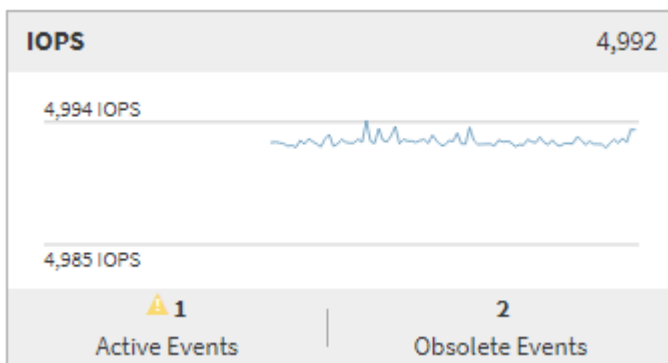 IOPS 4,992
4,994 IOPS
4,985 IOPS
1 2
Active Events Obsolete Events